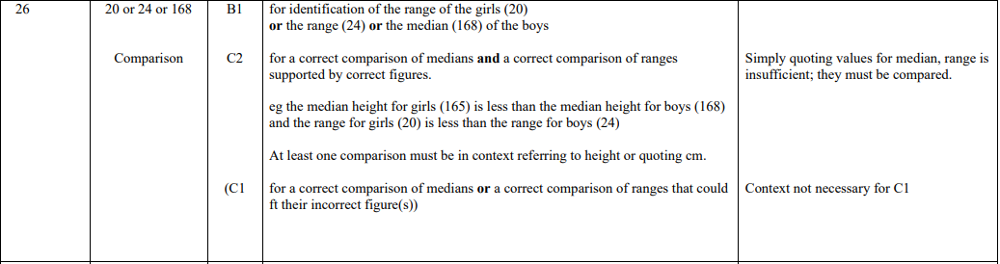 26
20 or 24 or 168
B1
for identification of the range of the girls (20)
or the range (24) or the median (168) of the boys
Comparison
C2
for a correct comparison of medians and a correct comparison of ranges
supported by correct figures.
Simply quoting values for median, range is
insufficient; they must be compared.
eg the median height for girls (165) is less than the median height for boys (168)
and the range for girls (20) is less than the range for boys (24)
At least one comparison must be in context referring to height or quoting cm.
(C1
for a correct comparison of medians or a correct comparison of ranges that could
ft their incorrect figure(s))
Context not necessary for C1